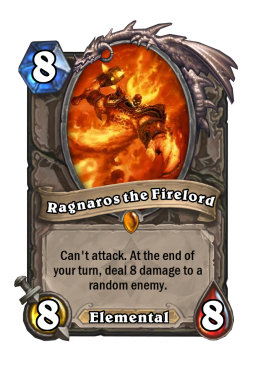 8
Ragnaros the Firelord
Can't attack. At the end of
your turn, deal 8 damage to a
random enemy.
8
Elemental
8